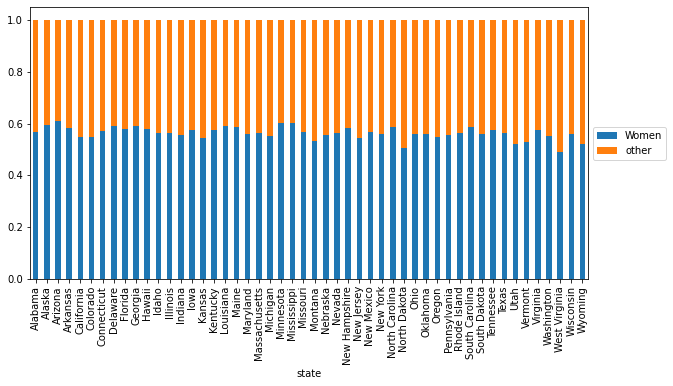 1.0
0.8
0.6
0.4
0.2
0.0
Women
other
Alabama
Alaska
Arizona
Arkansas
California
Colorado
Connecticut
Delaware
Florida
Georgia
Hawaii
Idaho
Illinois
Indiana
Iowa
Kansas
Kentucky
Louisiana
Maine
Maryland
Massachusetts
Michigan
Minnesota
Mississippi
Missouri
Montana
Nebraska
Nevada
New Hampshire
New Jersey
New Mexico
New York
North Carolina
North Dakota
Ohio
Oklahoma
Oregon
Pennsylvania
Rhode Island
South Carolina
South Dakota
Tennessee
Texas
Utah
Vermont
Virginia
Washington
West Virginia
Wisconsin
Wyoming
state